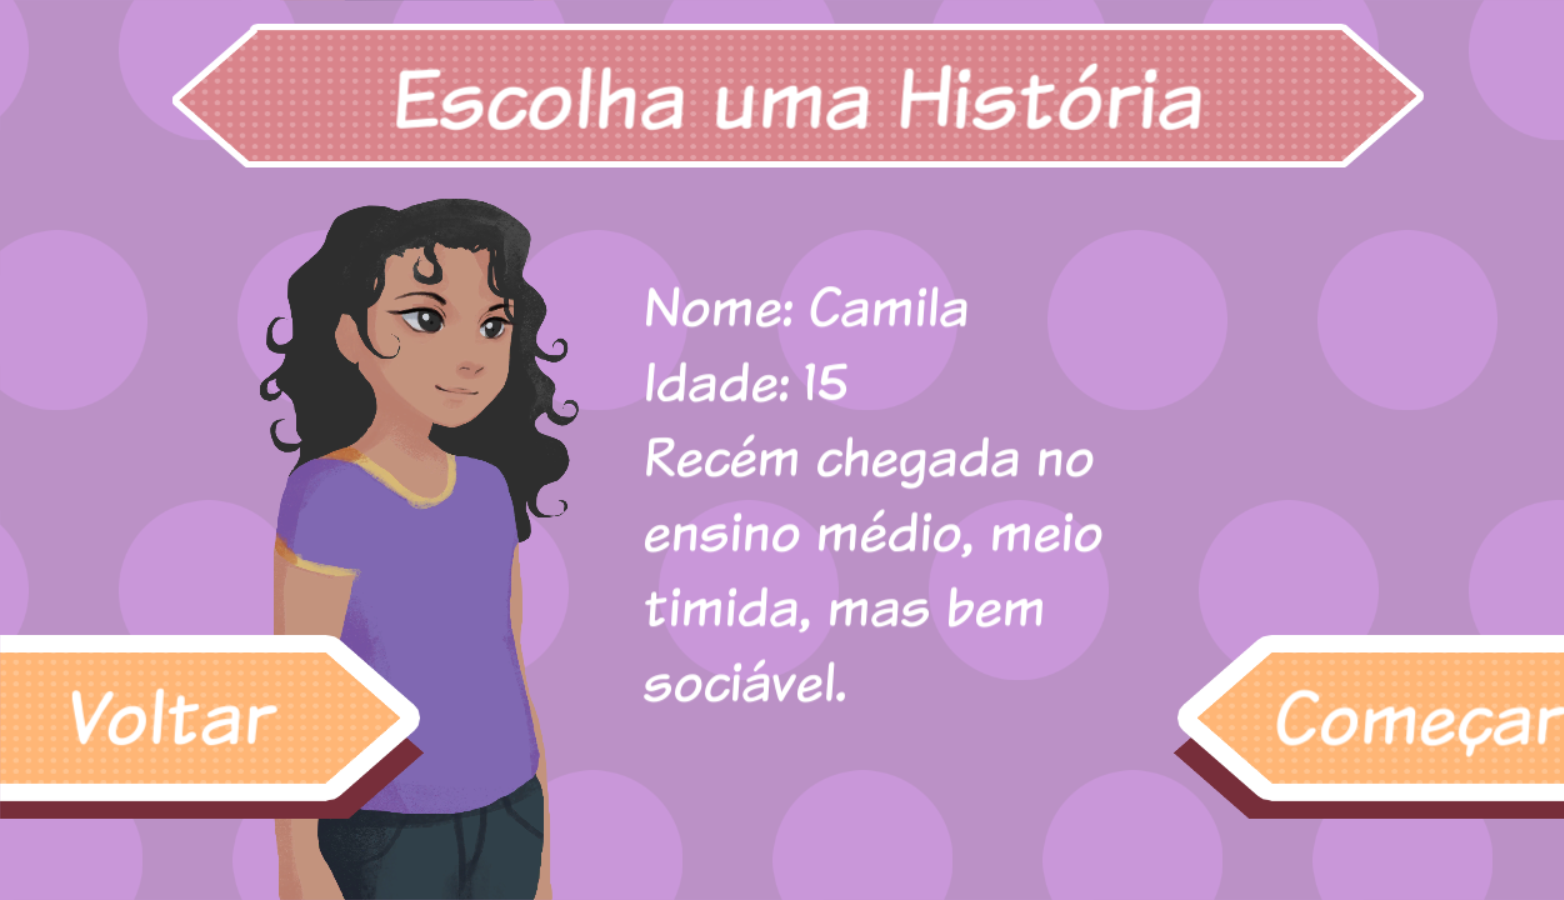 Escolha uma História
Nome: Camila
Idade: 15
Recém chegada no
ensino médio, meio
timida, mas bem
sociável.
Voltar
Começar